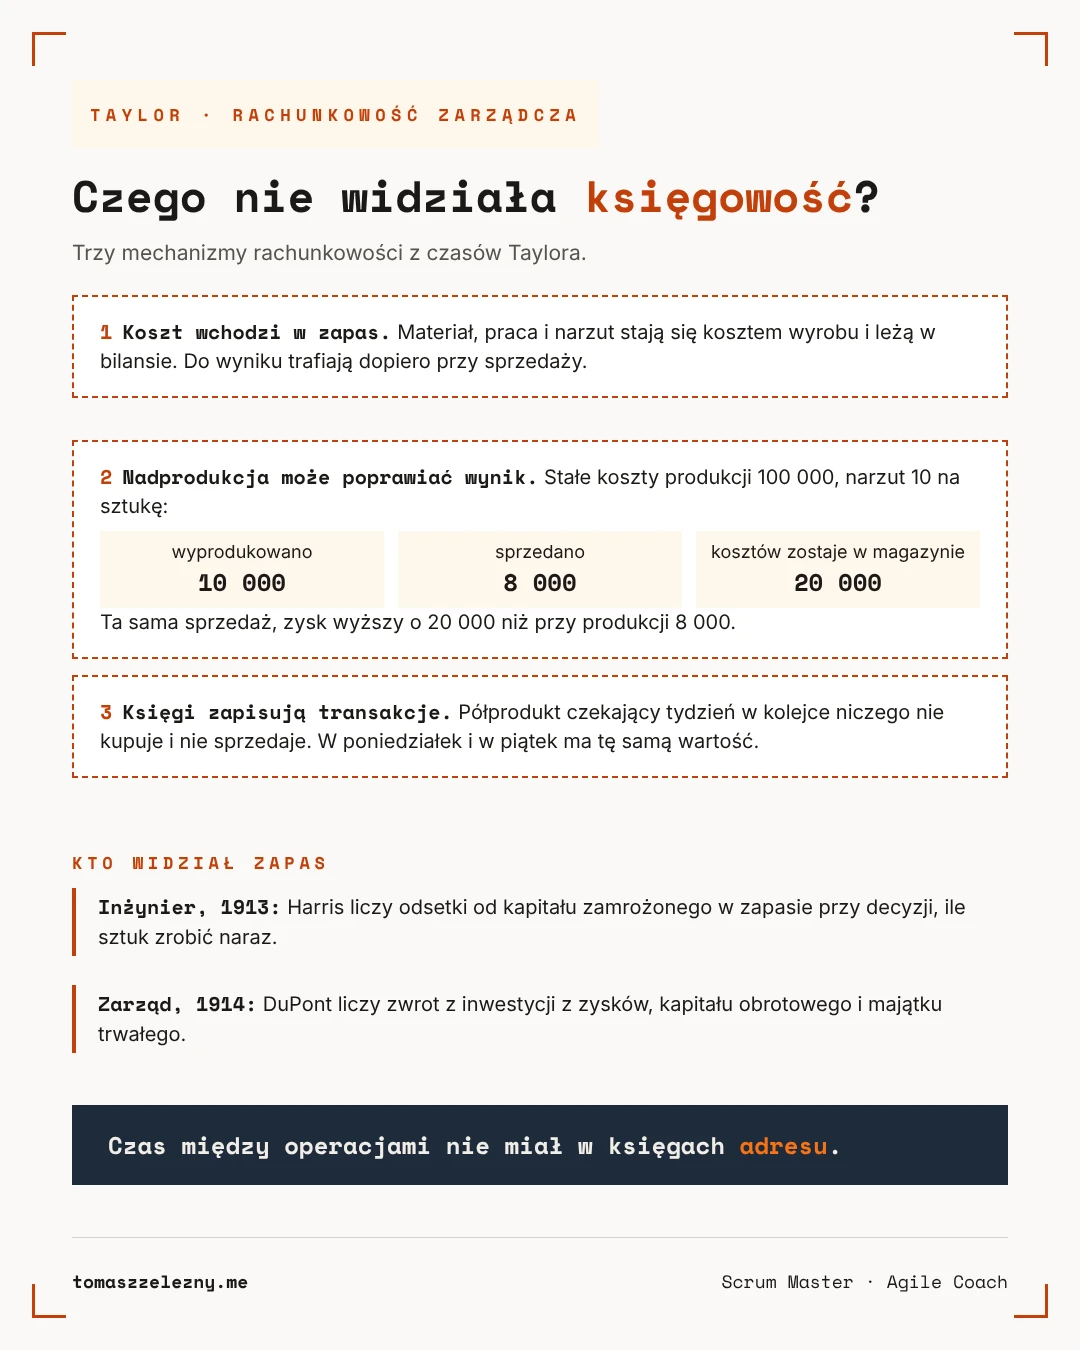 TAYLOR · RACHUNKOWOŚĆ ZARZĄDCZA
Czego nie widziała księgowość?
Trzy mechanizmy rachunkowości z czasów Taylora.
1 Koszt wchodzi w zapas. Materiał, praca i narzut stają się kosztem wyrobu i leżą w
bilansie. Do wyniku trafiają dopiero przy sprzedaży.
2 Nadprodukcja może poprawiać wynik. Stałe koszty produkcji 100 000, narzut 10 na
sztukę:
wyprodukowano sprzedano kosztów zostaje w magazynie
10 000 8 000 20 000
Ta sama sprzedaż, zysk wyższy o 20 000 niż przy produkcji 8 000.
3 Księgi zapisują transakcje. Półprodukt czekający tydzień w kolejce niczego nie
kupuje i nie sprzedaje. W poniedziałek i w piątek ma tę samą wartość.
KTO WIDZIAŁ ZAPAS
Inżynier, 1913: Harris liczy odsetki od kapitału zamrożonego w zapasie przy decyzji, ile
sztuk zrobić naraz.
Zarząd, 1914: DuPont liczy zwrot z inwestycji z zysków, kapitału obrotowego i majątku
trwałego.
Czas między operacjami nie miał w księgach adresu.
tomaszzelezny.me Scrum Master · Agile Coach